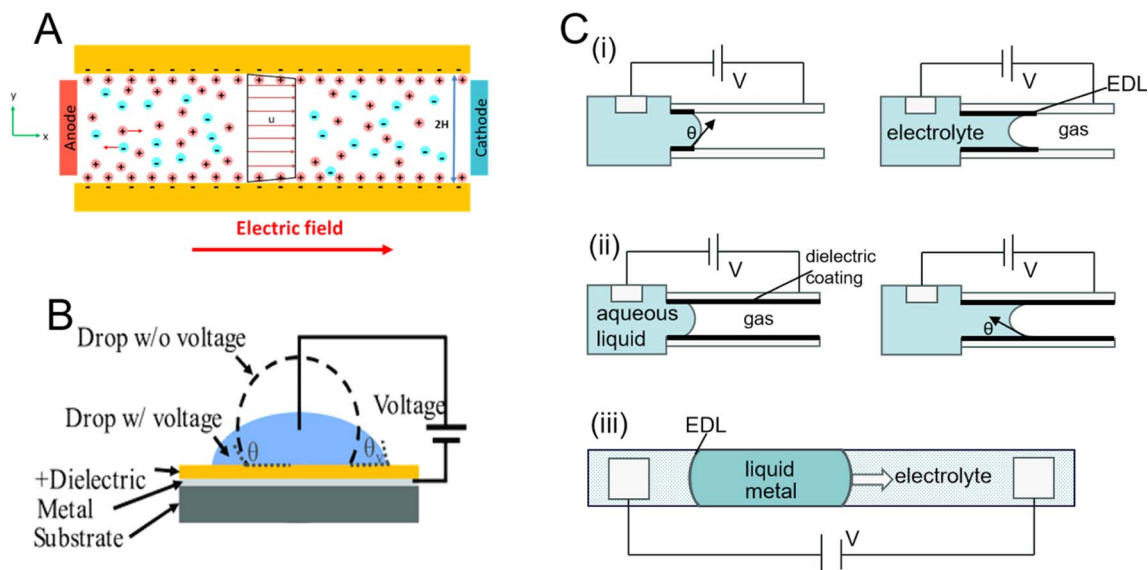 A
y
x
Anode
u
2H
Cathode
Electric field
B
Drop w/o voltage
Drop w/ voltage
Voltage
θ
θv
+Dielectric
Metal
Substrate
C
(i)
V
θ
V
EDL
electrolyte
gas
(ii)
V
dielectric
coating
aqueous
liquid
gas
V
θ
(iii)
EDL
liquid
metal
electrolyte
V